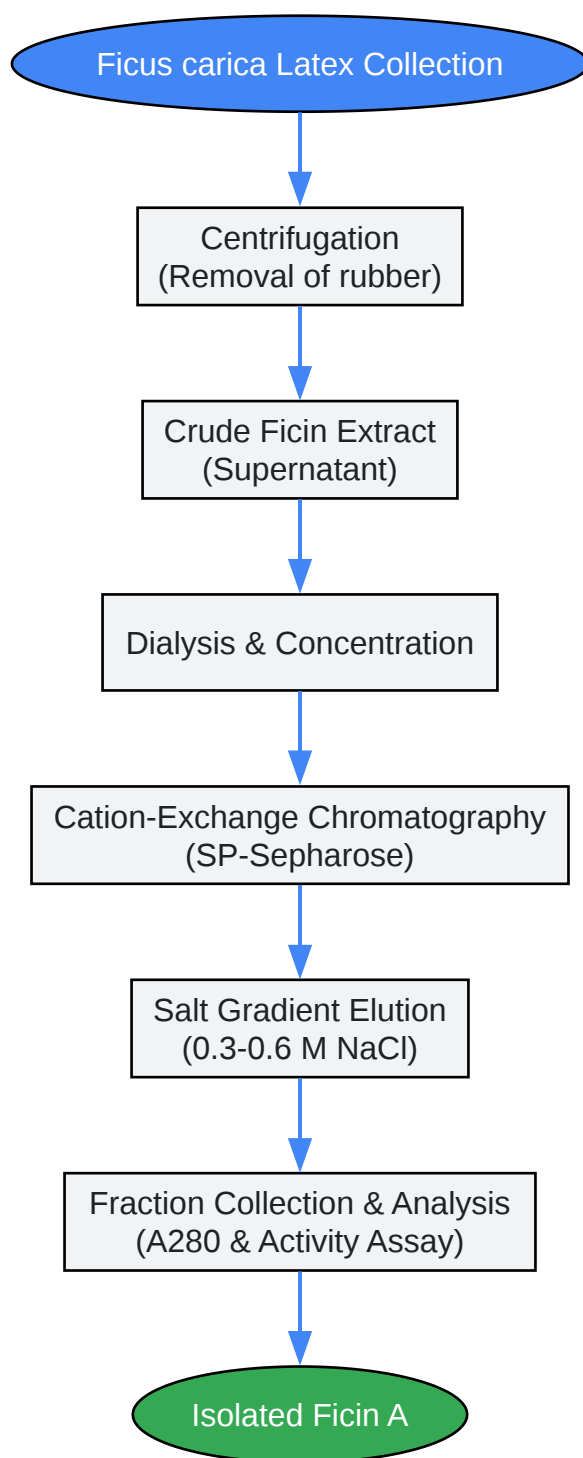 Ficus carica Latex Collection
Centrifugation
(Removal of rubber)
Crude Ficin Extract
(Supernatant)
Dialysis & Concentration
Cation-Exchange Chromatography
(SP-Sepharose)
Salt Gradient Elution
(0.3-0.6 M NaCl)
Fraction Collection & Analysis
(A280 & Activity Assay)
Isolated Ficin A